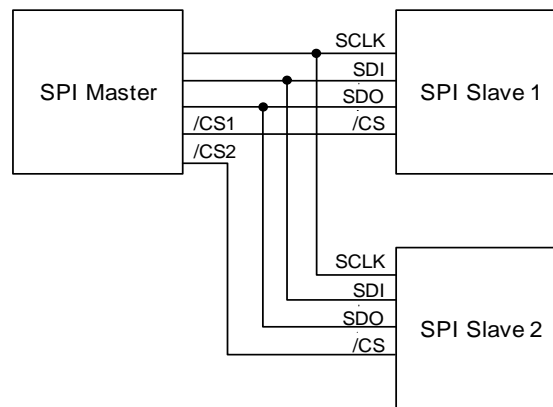 SCLK
SDI
SPI Master
SDO
SPI Slave 1
/CS1
/CS
/CS2
SCLK
SDI
SDO
SPI Slave 2
/CS